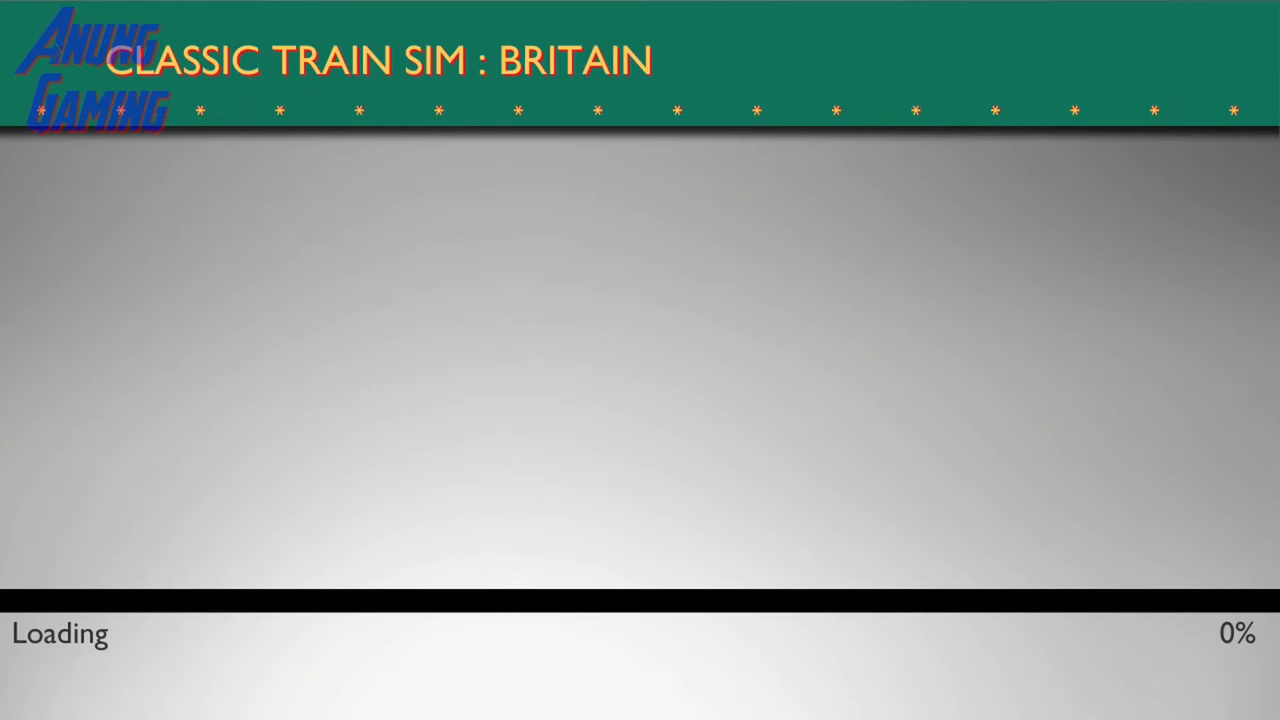 ANUNG
GAMING
CLASSIC TRAIN SIM : BRITAIN
* * * * * * * * * * * * * * * *
Loading 0%